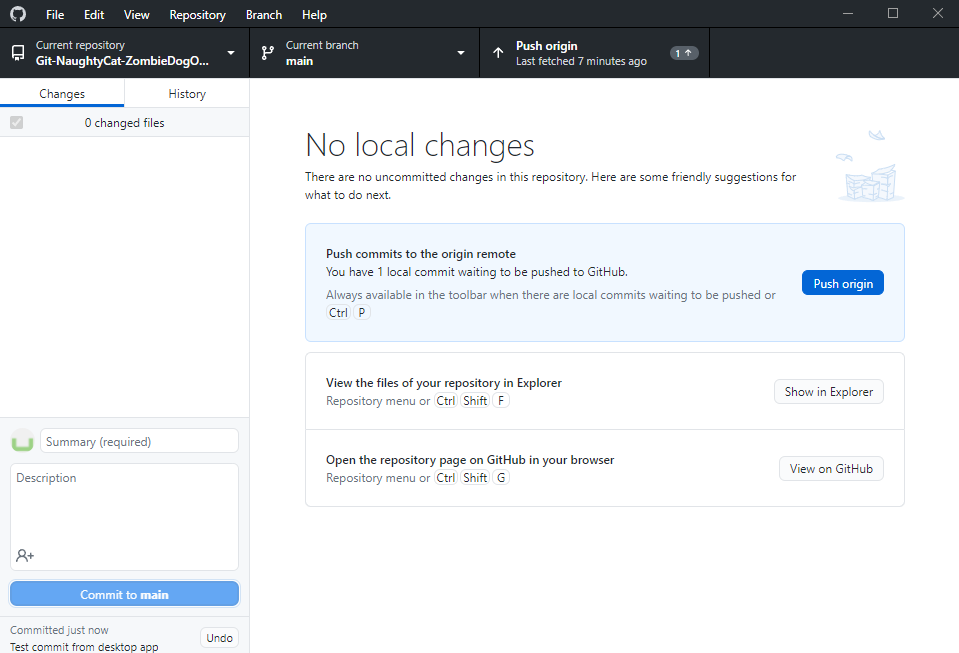 File Edit View Repository Branch Help
Current repository
Git-NaughtyCat-ZombieDogO...
Current branch
main
Push origin
Last fetched 7 minutes ago
1
Changes
History
0 changed files
No local changes
There are no uncommitted changes in this repository. Here are some friendly suggestions for
what to do next.
Push commits to the origin remote
You have 1 local commit waiting to be pushed to GitHub.
Always available in the toolbar when there are local commits waiting to be pushed or
Ctrl P
Push origin
View the files of your repository in Explorer
Repository menu or Ctrl Shift F
Show in Explorer
Open the repository page on GitHub in your browser
Repository menu or Ctrl Shift G
View on GitHub
Summary (required)
Description
Commit to main
Committed just now
Test commit from desktop app
Undo